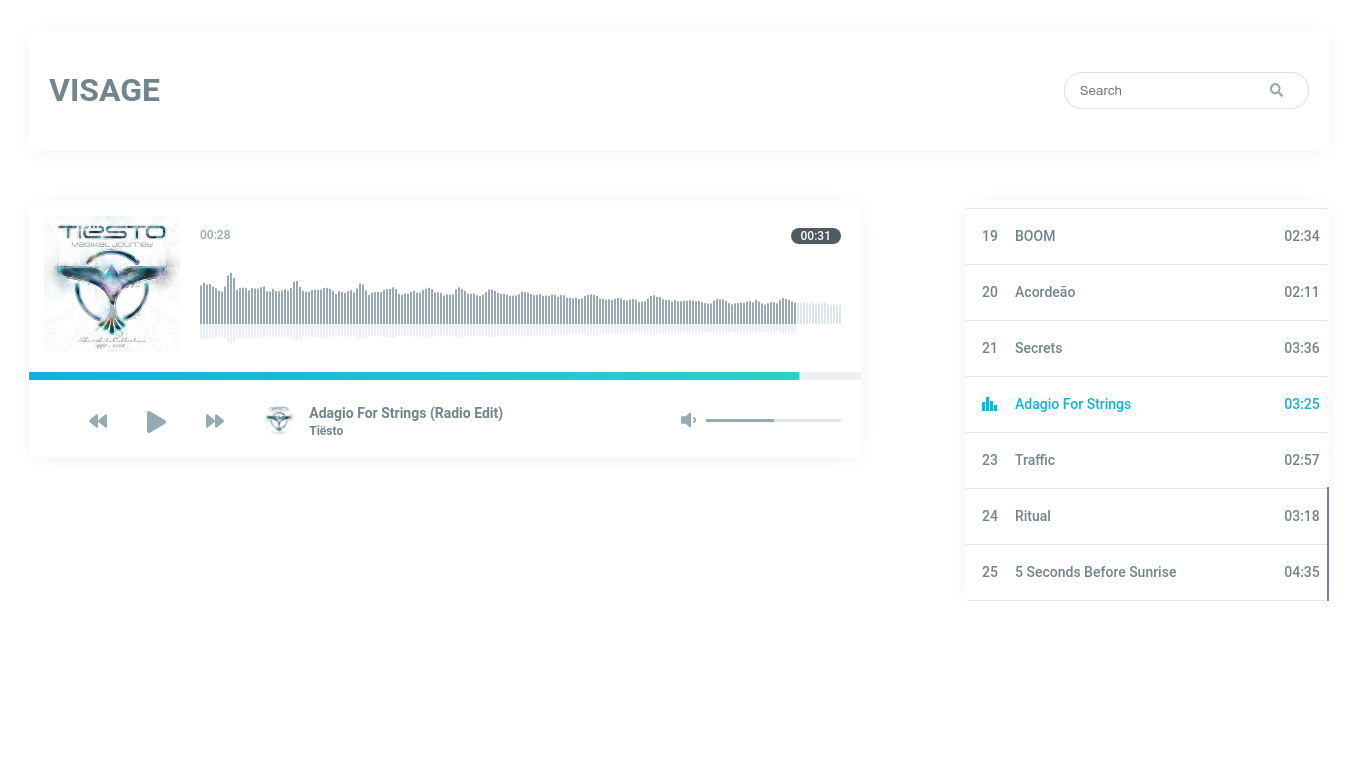 VISAGE
Search
TIËSTO
MAGIKAL JOURNEY
00:28
00:31
Adagio For Strings (Radio Edit)
Tiësto
19 BOOM 02:34
20 Acordeão 02:11
21 Secrets 03:36
Adagio For Strings 03:25
23 Traffic 02:57
24 Ritual 03:18
25 5 Seconds Before Sunrise 04:35